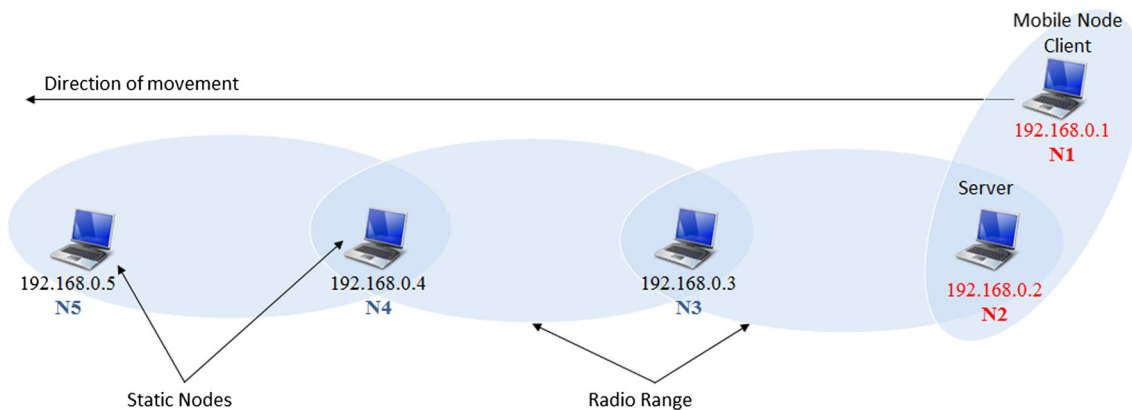 Mobile Node
Client
Direction of movement
192.168.0.1
N1
Server
192.168.0.5
N5
192.168.0.4
N4
192.168.0.3
N3
192.168.0.2
N2
Static Nodes
Radio Range